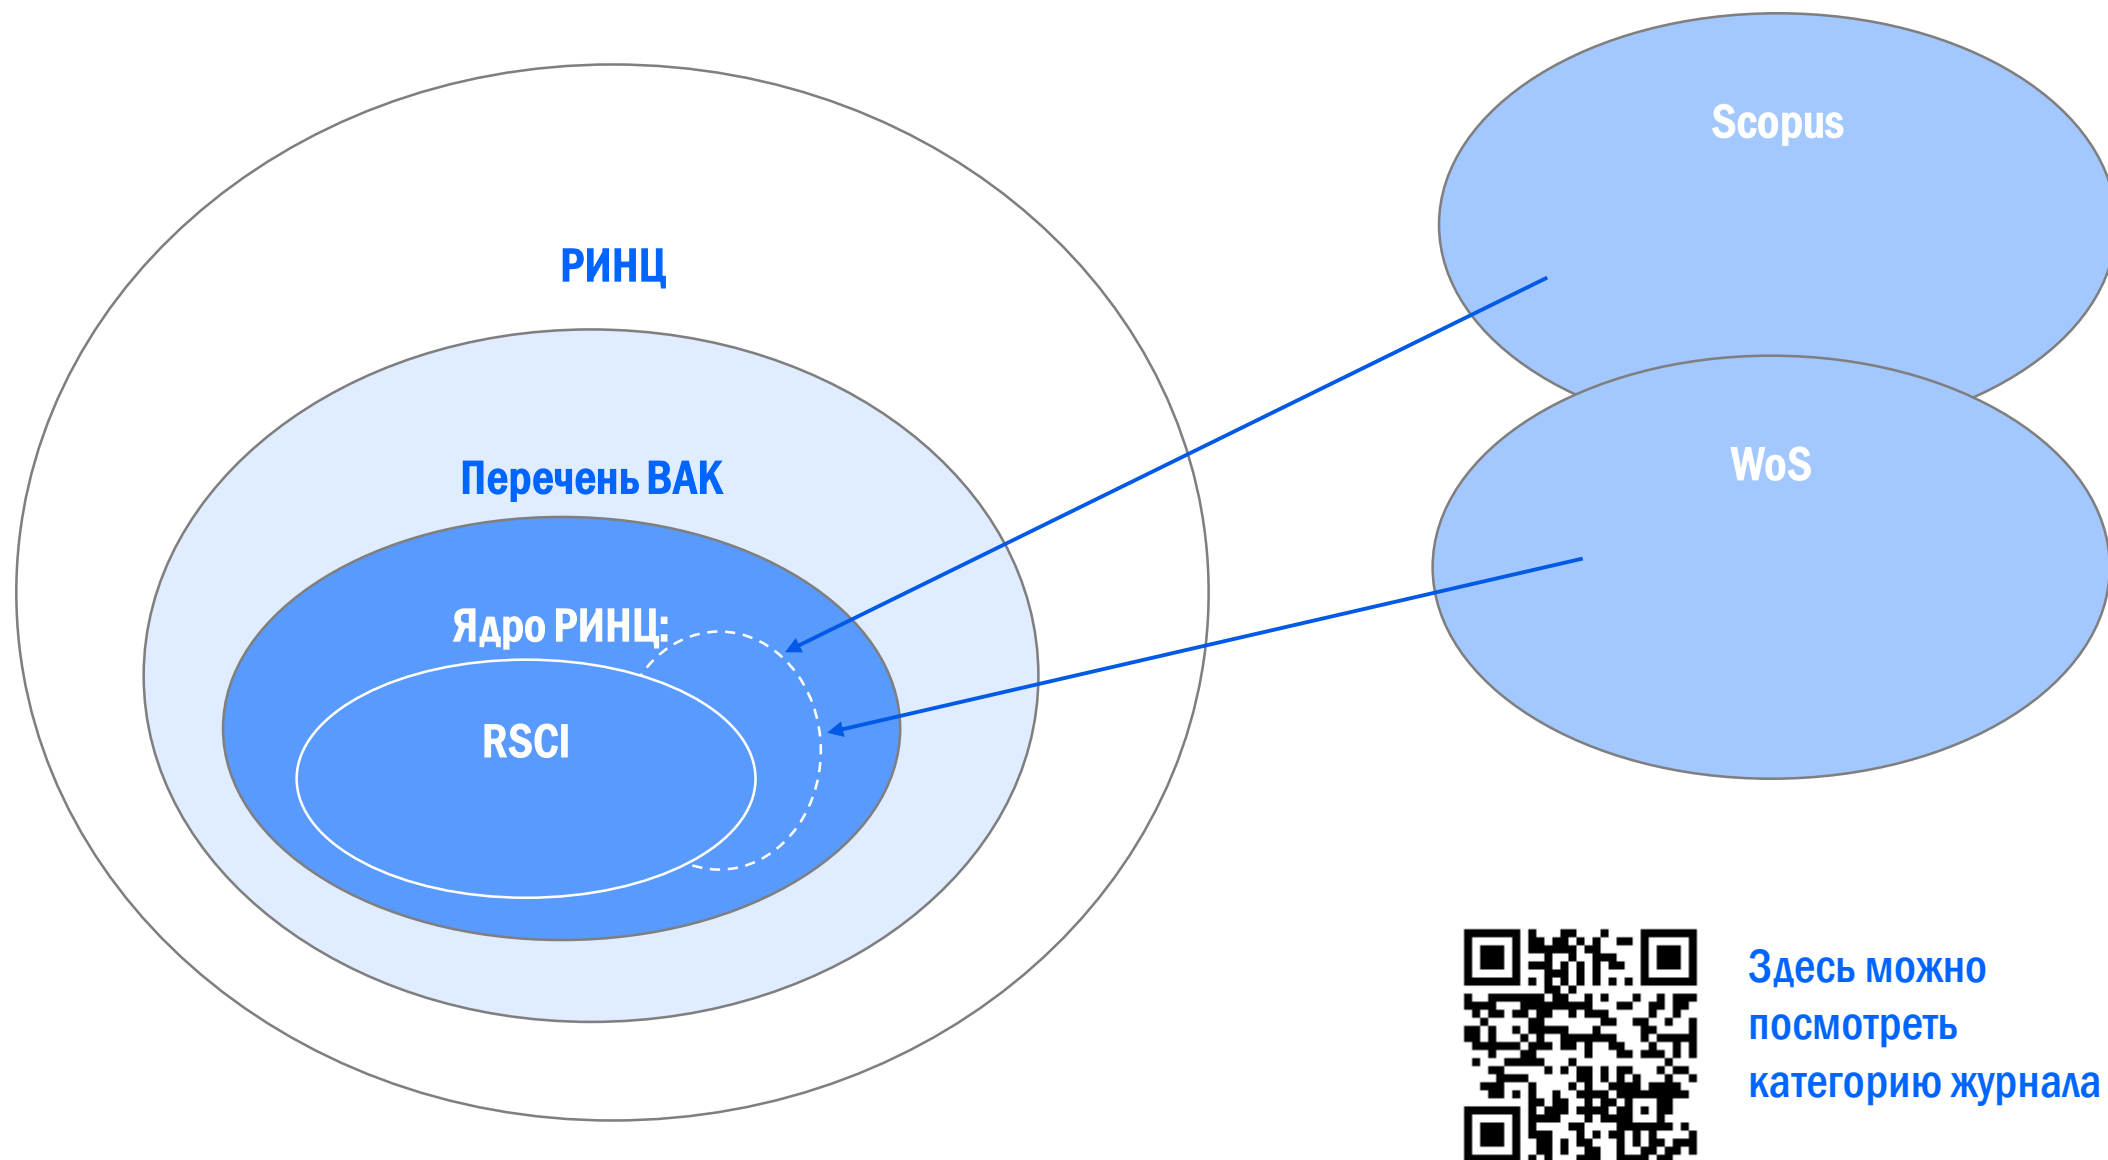 Scopus
РИНЦ
WoS
Перечень ВАК
Ядро РИНЦ:
RSCI
Здесь можно
посмотреть
категорию журнала